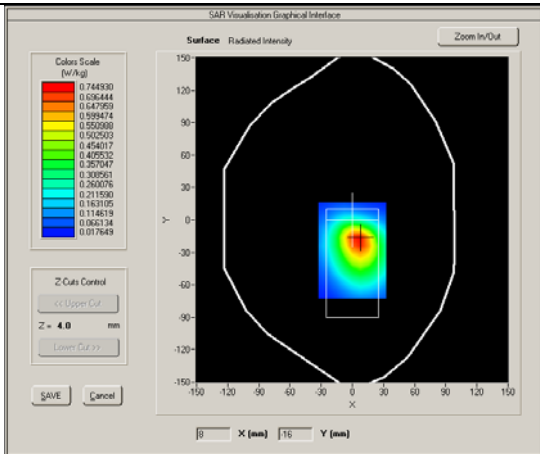 SAR Visualisation Graphical Interface
Surface Radiated Intensity
Zoom In/Out
Colors Scale
(W/kg)
0.744930
0.696444
0.647959
0.599474
0.550988
0.502503
0.454017
0.405532
0.357047
0.308561
0.260076
0.211590
0.163105
0.114619
0.066134
0.017649
Z Cuts Control
<< Upper Cut
Z = 4.0 mm
Lower Cut >>
SAVE
Cancel
150
120
90
60
30
0
-30
-60
-90
-120
-150
Y
-150 -120 -90 -60 -30 0 30 60 90 120 150
X
8 X (mm) -16 Y (mm)